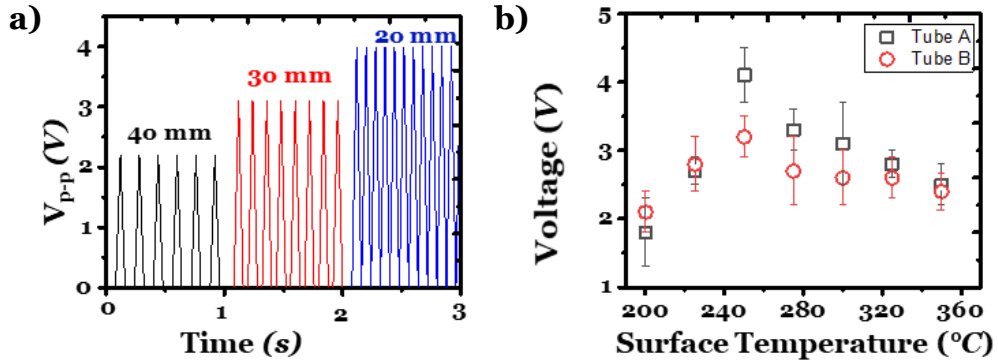 a)
V_p-p (V)
4
3
2
1
0
40 mm
30 mm
20 mm
0 1 2 3
Time (s)
b)
Voltage (V)
5
4
3
2
1
Tube A
Tube B
200 240 280 320 360
Surface Temperature (°C)